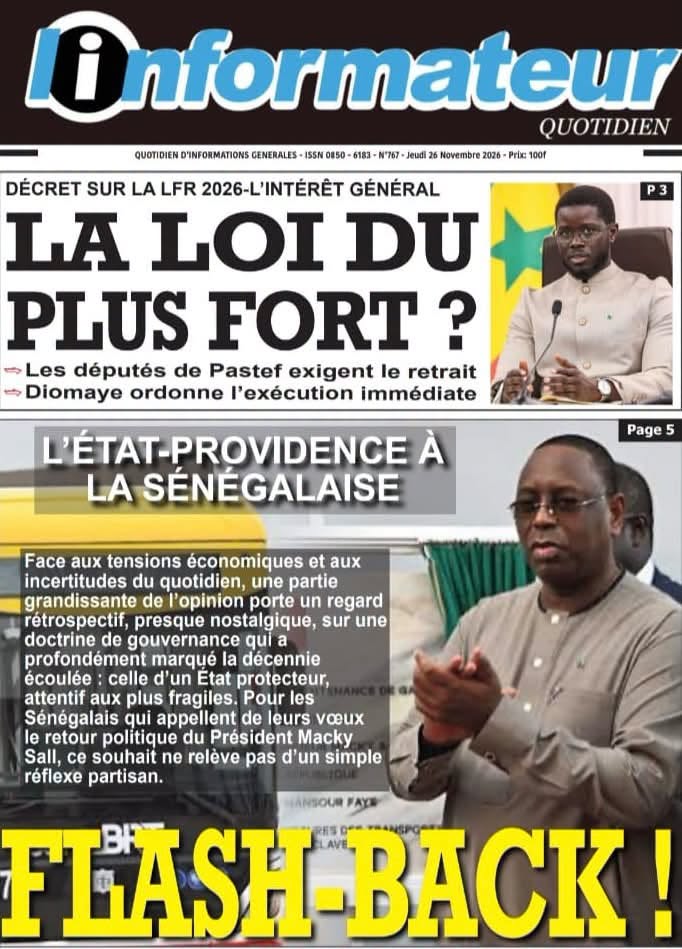 l'informateur
QUOTIDIEN
QUOTIDIEN D'INFORMATIONS GENERALES - ISSN 0850 - 6183 - N°767 - Jeudi 26 Novembre 2026 - Prix: 100f
DÉCRET SUR LA LFR 2026-L'INTÉRÊT GÉNÉRAL
P 3
LA LOI DU
PLUS FORT ?
⇨Les députés de Pastef exigent le retrait
⇨Diomaye ordonne l'exécution immédiate
Page 5
L'ÉTAT-PROVIDENCE À
LA SÉNÉGALAISE
Face aux tensions économiques et aux
incertitudes du quotidien, une partie
grandissante de l'opinion porte un regard
rétrospectif, presque nostalgique, sur une
doctrine de gouvernance qui a
profondément marqué la décennie
écoulée : celle d'un État protecteur,
attentif aux plus fragiles. Pour les
Sénégalais qui appellent de leurs vœux
le retour politique du Président Macky
Sall, ce souhait ne relève pas d'un simple
réflexe partisan.
MANSOUR FAYE
BRT
FLASH-BACK !